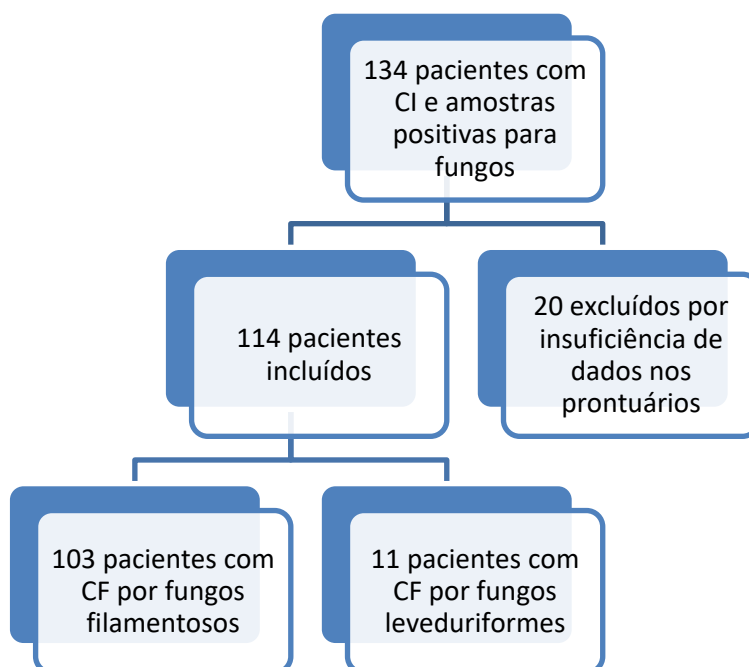 134 pacientes com
CI e amostras
positivas para
fungos
114 pacientes
incluídos
20 excluídos por
insuficiência de
dados nos
prontuários
103 pacientes com
CF por fungos
filamentosos
11 pacientes com
CF por fungos
leveduriformes